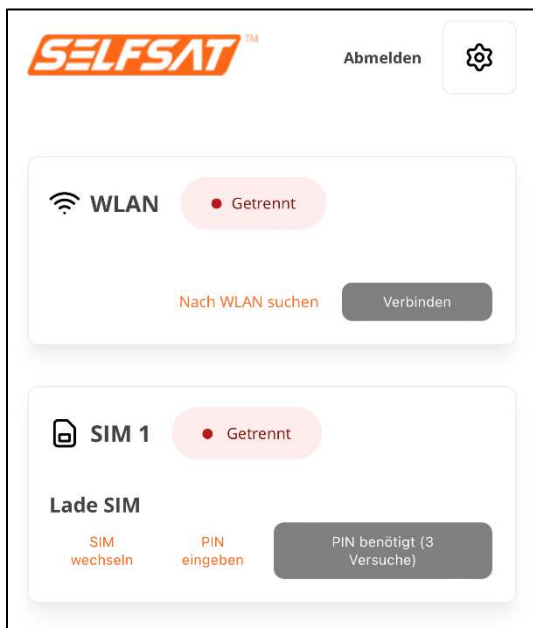 SELFSAT™
Abmelden
WLAN
Getrennt
Nach WLAN suchen
Verbinden
SIM 1
Getrennt
Lade SIM
SIM
wechseln
PIN
eingeben
PIN benötigt (3
Versuche)